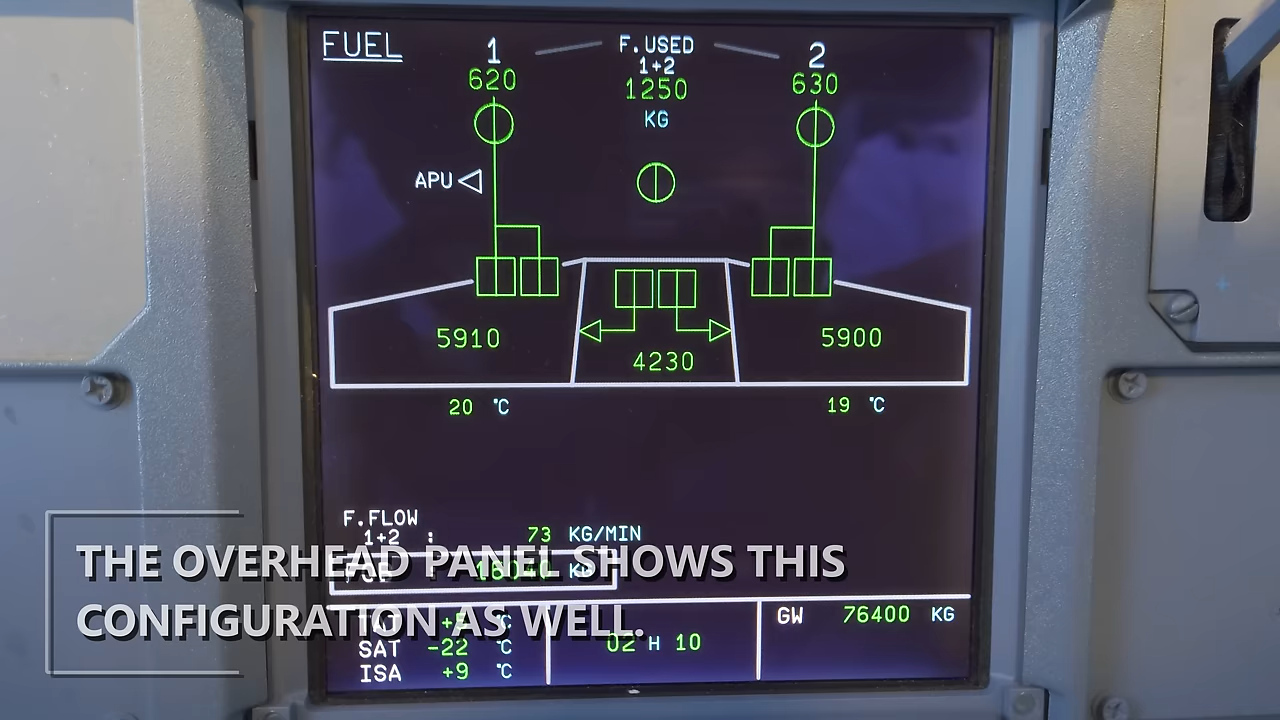 FUEL
1 F.USED 2
1+2
620 1250 630
KG
APU
5910 4230 5900
20 °C 19 °C
F.FLOW
1+2 : 73 KG/MIN
THE OVERHEAD PANEL SHOWS THIS
CONFIGURATION AS WELL.
GW 76400 KG
02 H 10
SAT -22 °C
ISA +9 °C